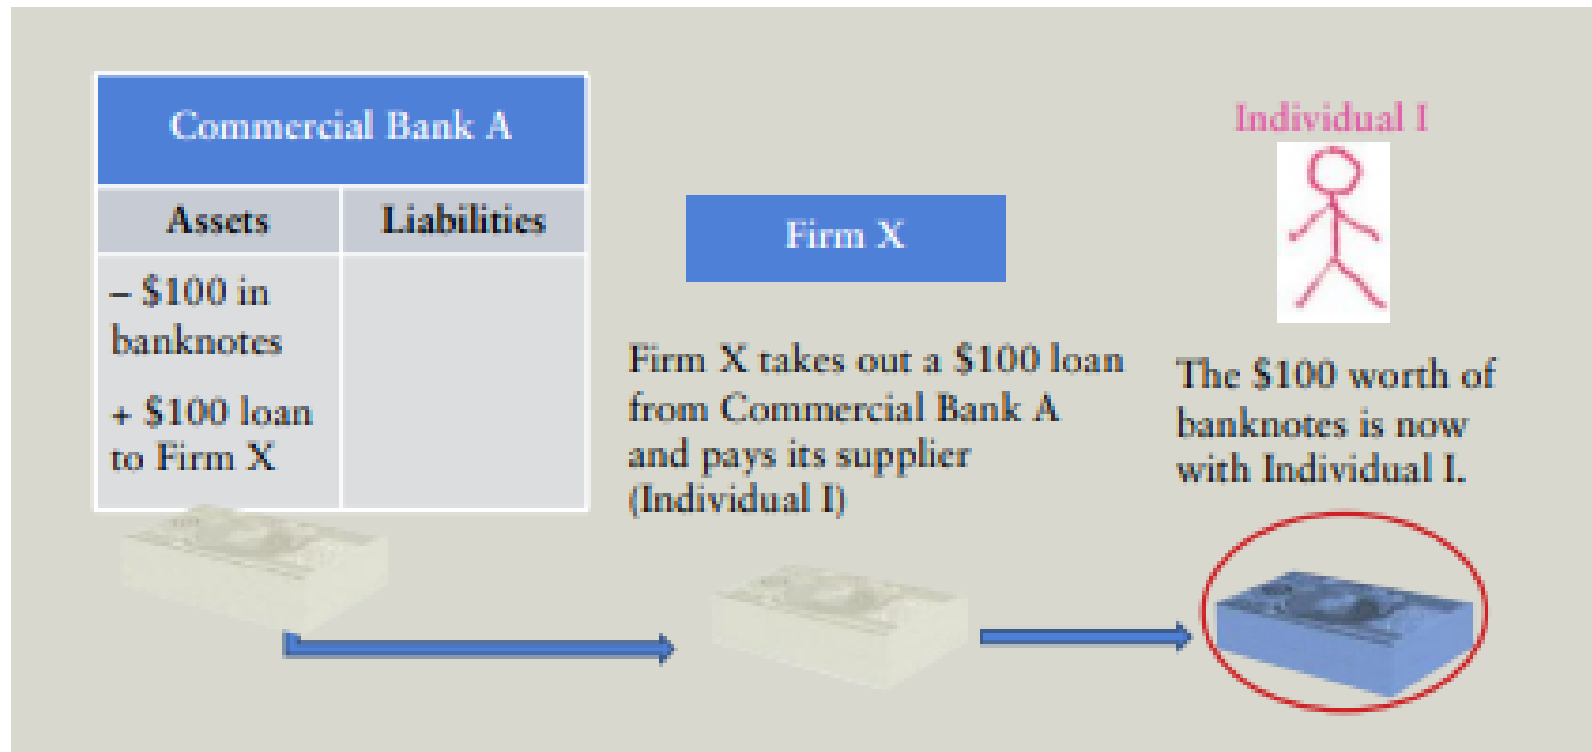 Commercial Bank A
Assets
Liabilities
– $100 in
banknotes
+ $100 loan
to Firm X
Firm X
Firm X takes out a $100 loan
from Commercial Bank A
and pays its supplier
(Individual I)
Individual I
The $100 worth of
banknotes is now
with Individual I.